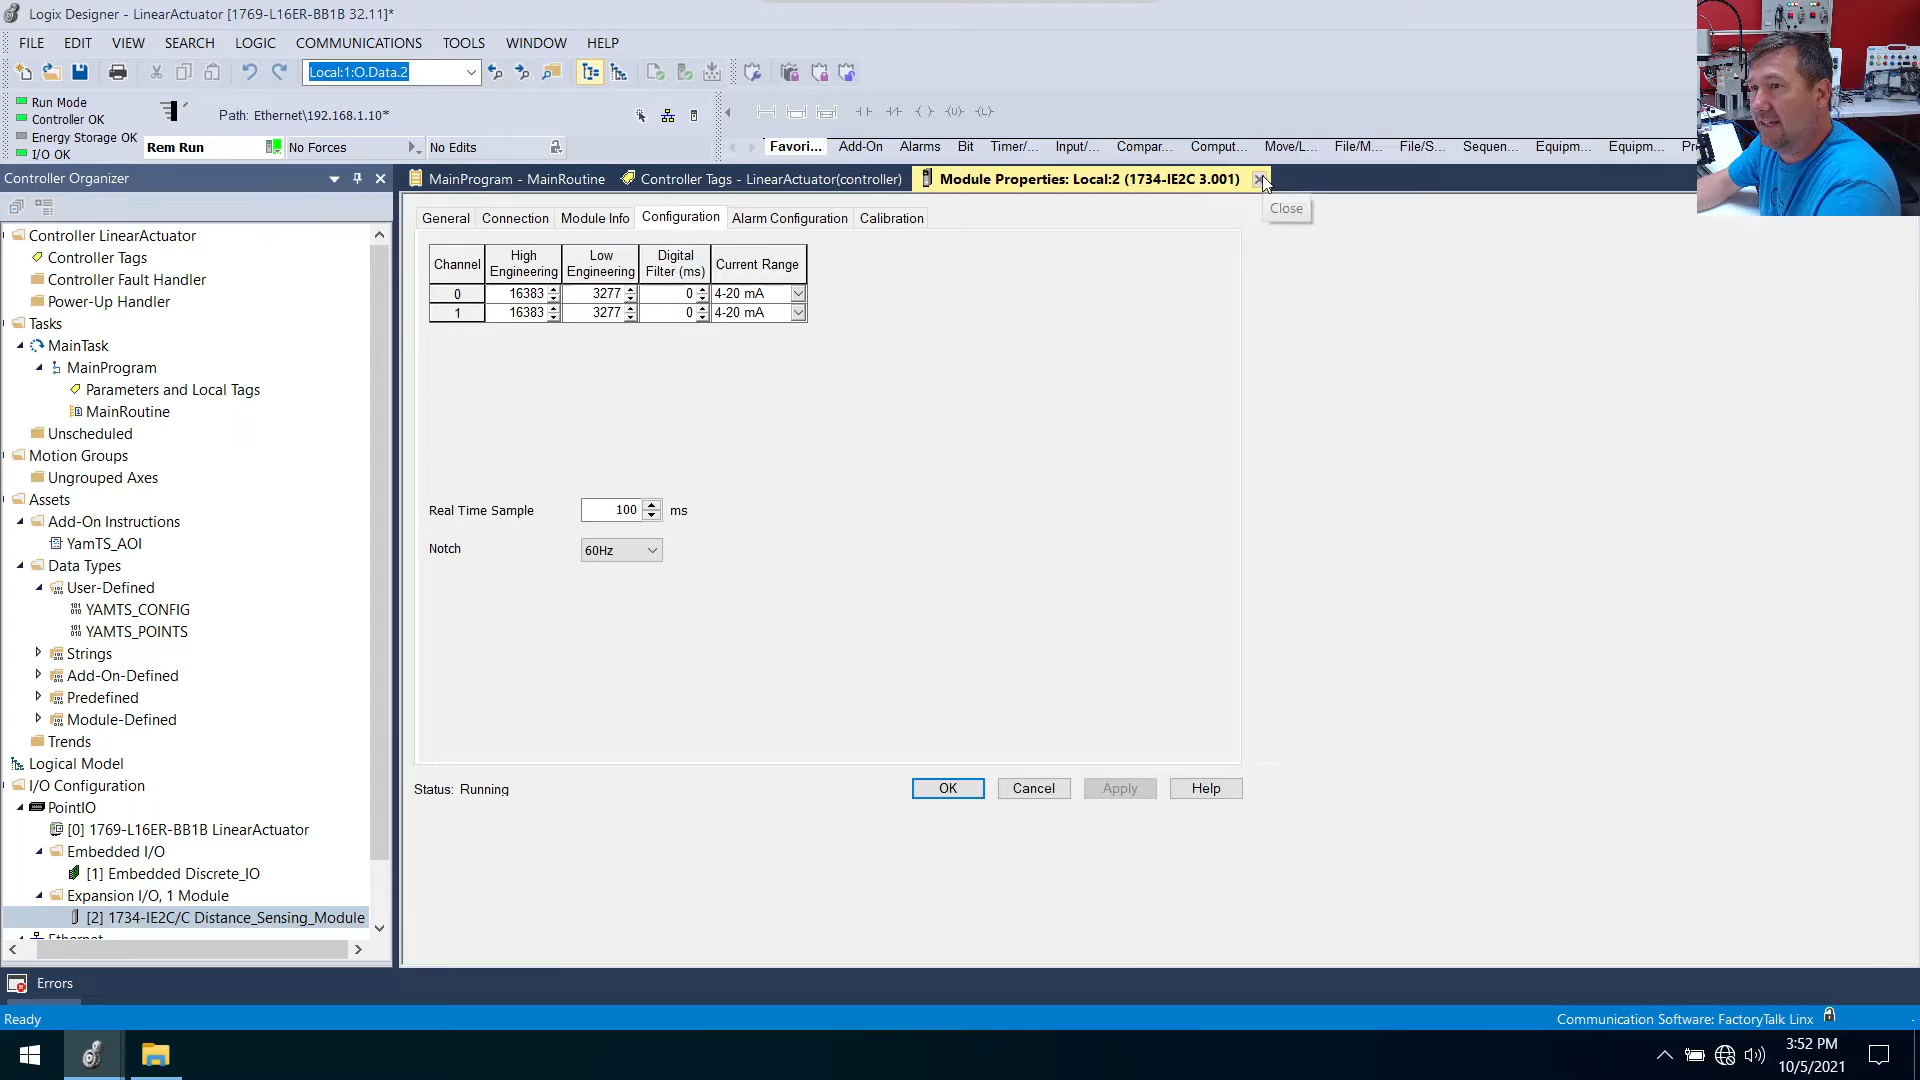 Logix Designer - LinearActuator [1769-L16ER-BB1B 32.11]*
FILE EDIT VIEW SEARCH LOGIC COMMUNICATIONS TOOLS WINDOW HELP
Local:1:O.Data.2
Run Mode
Controller OK
Energy Storage OK
I/O OK
Path: Ethernet\192.168.1.10*
Rem Run No Forces No Edits
Favori... Add-On Alarms Bit Timer/... Input/... Compar... Comput... Move/L... File/M... File/S... Sequen... Equipm... Equipm...
Controller Organizer
MainProgram - MainRoutine Controller Tags - LinearActuator(controller) Module Properties: Local:2 (1734-IE2C 3.001)
Close
General Connection Module Info Configuration Alarm Configuration Calibration
Channel High Engineering Low Engineering Digital Filter (ms) Current Range
0 16383 3277 0 4-20 mA
1 16383 3277 0 4-20 mA
Real Time Sample 100 ms
Notch 60Hz
Status: Running OK Cancel Apply Help
Controller LinearActuator
Controller Tags
Controller Fault Handler
Power-Up Handler
Tasks
MainTask
MainProgram
Parameters and Local Tags
MainRoutine
Unscheduled
Motion Groups
Ungrouped Axes
Assets
Add-On Instructions
YamTS_AOI
Data Types
User-Defined
YAMTS_CONFIG
YAMTS_POINTS
Strings
Add-On-Defined
Predefined
Module-Defined
Trends
Logical Model
I/O Configuration
PointIO
[0] 1769-L16ER-BB1B LinearActuator
Embedded I/O
[1] Embedded Discrete_IO
Expansion I/O, 1 Module
[2] 1734-IE2C/C Distance_Sensing_Module
Ethernet
Errors
Ready
Communication Software: FactoryTalk Linx
3:52 PM
10/5/2021